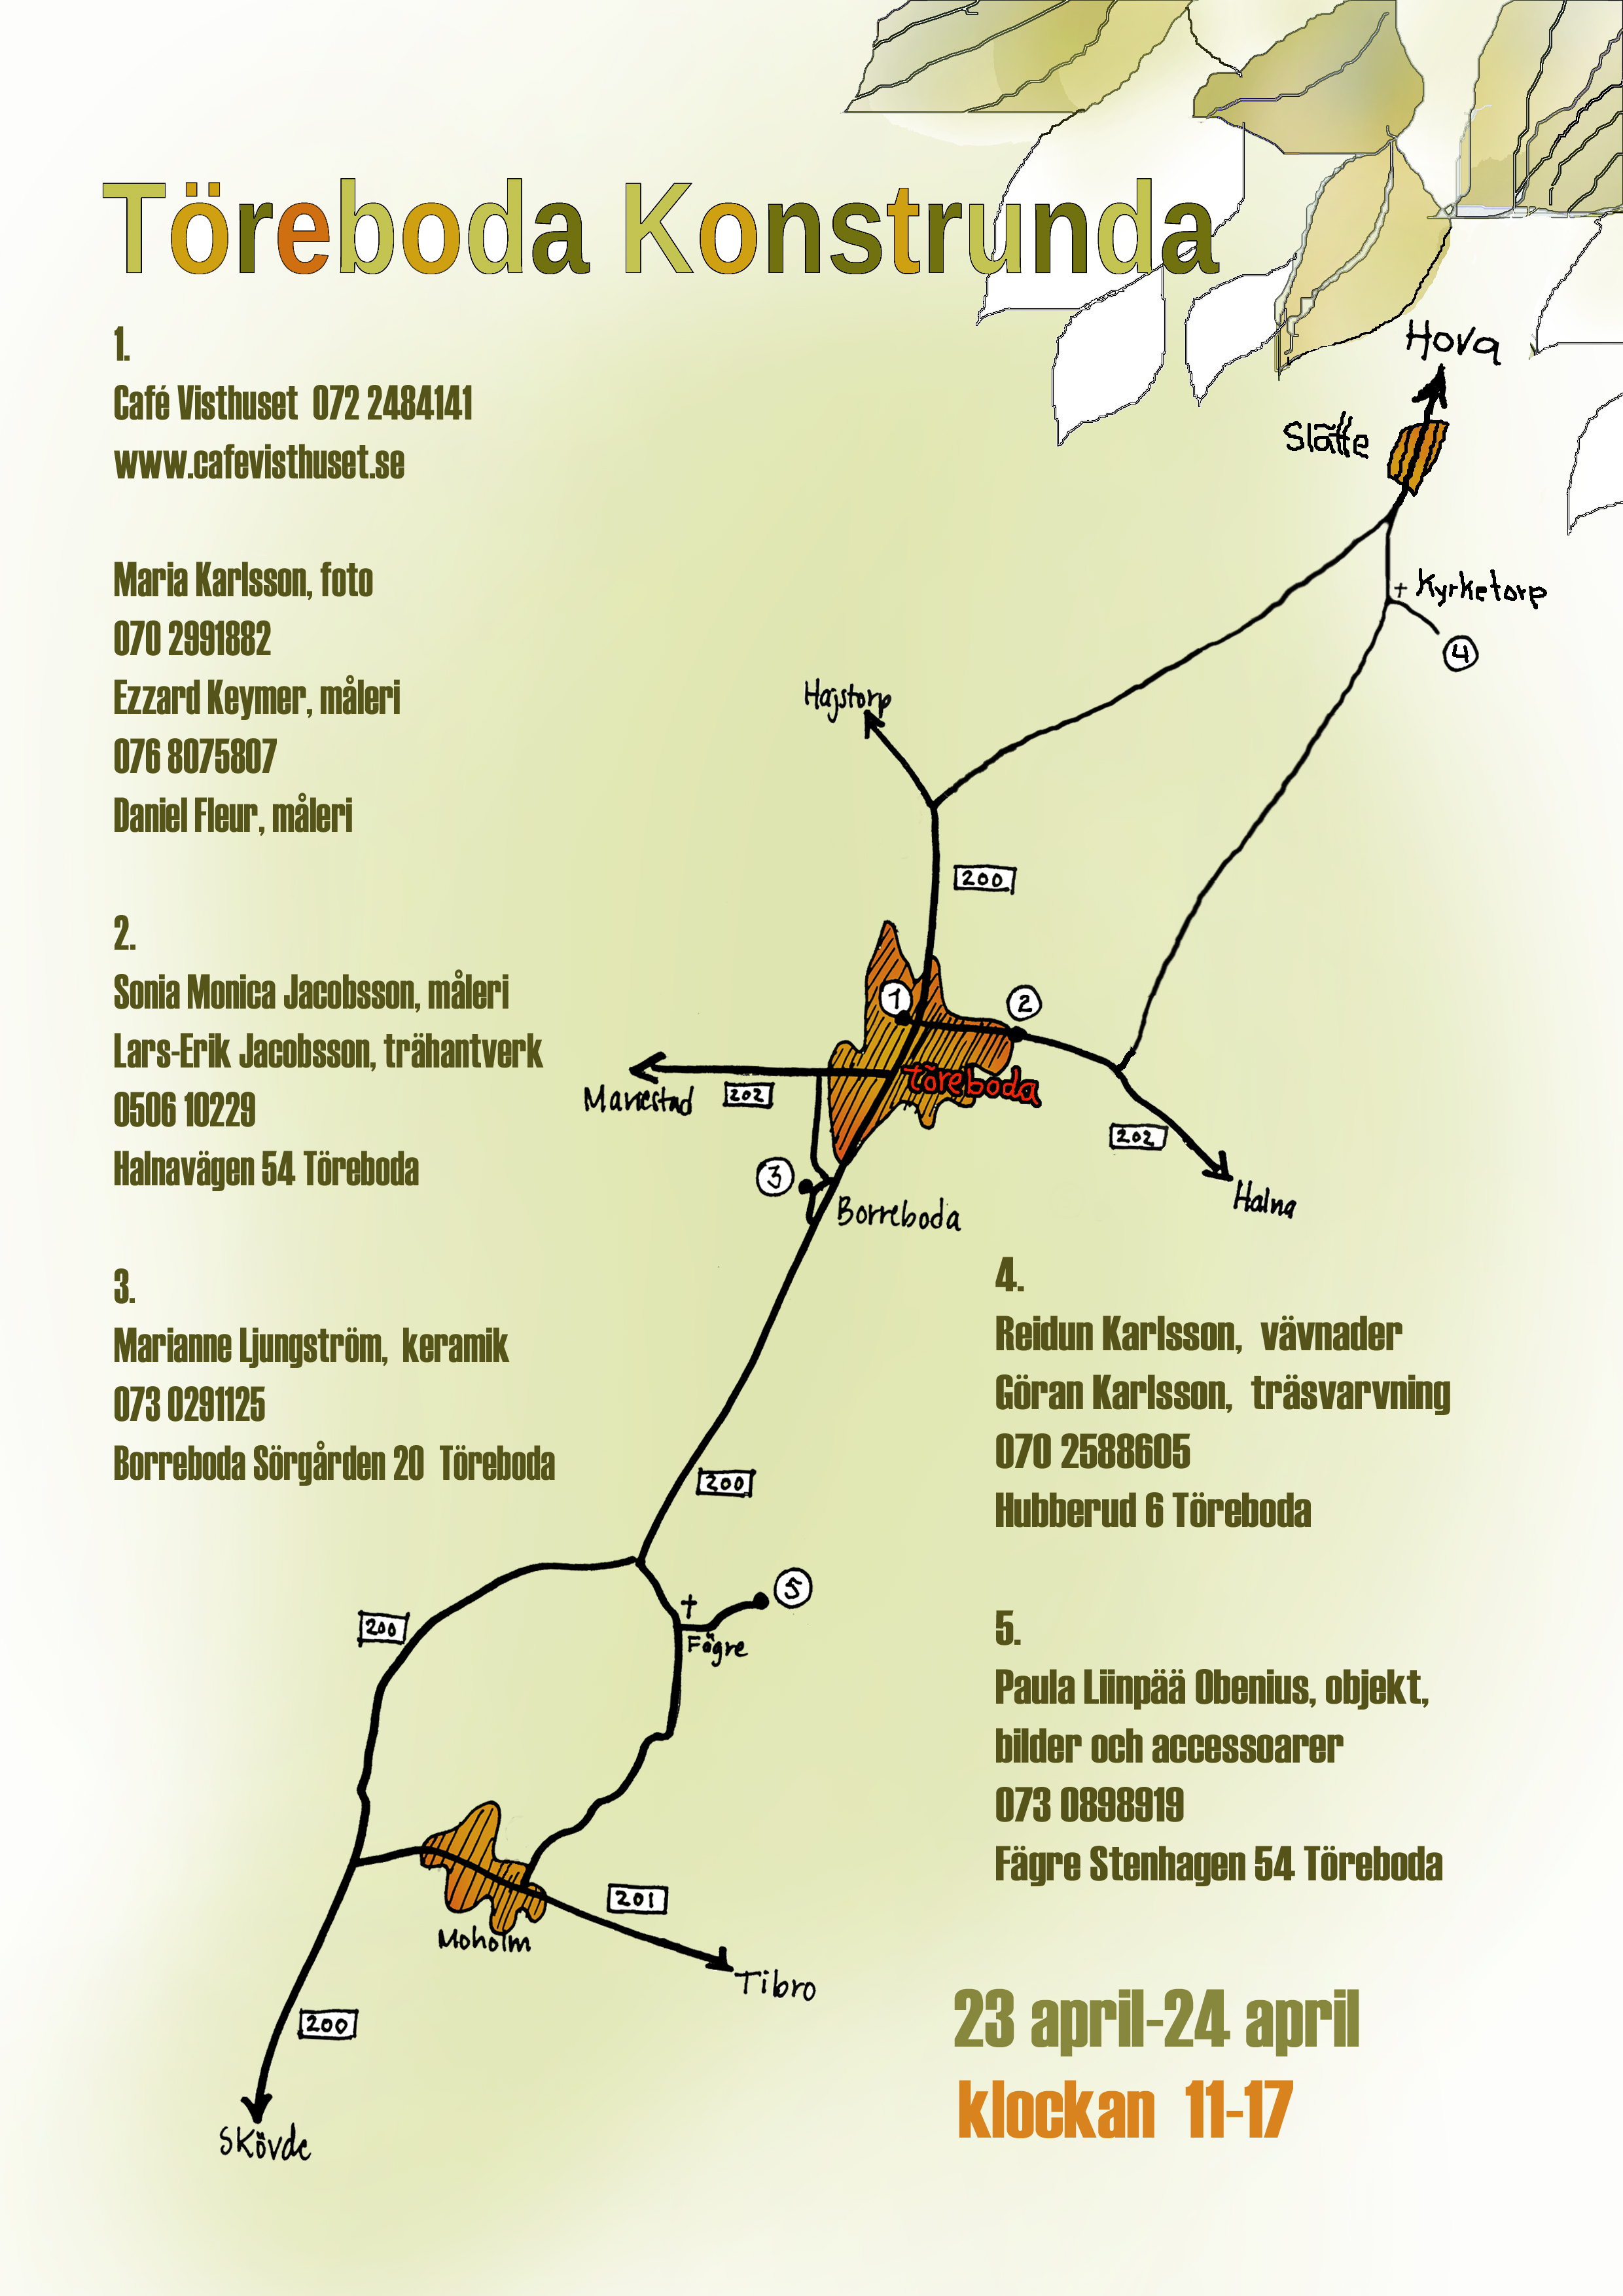 Töreboda Konstrunda
1.
Café Visthuset 072 2484141
www.cafevisthuset.se
Maria Karlsson, foto
070 2991882
Ezzard Keymer, måleri
076 8075807
Daniel Fleur, måleri
2.
Sonia Monica Jacobsson, måleri
Lars-Erik Jacobsson, trähantverk
0506 10229
Halnavägen 54 Töreboda
3.
Marianne Ljungström, keramik
073 0291125
Borreboda Sörgården 20 Töreboda
Hova
Slätte
+ Kyrketorp
4
Hajstorp
200
1
2
töreboda
Mariestad
202
202
3
Borreboda
Halna
200
5
200
Fägre
201
Moholm
Tibro
200
Skövde
4.
Reidun Karlsson, vävnader
Göran Karlsson, träsvarvning
070 2588605
Hubberud 6 Töreboda
5.
Paula Liinpää Obenius, objekt,
bilder och accessoarer
073 0898919
Fägre Stenhagen 54 Töreboda
23 april-24 april
klockan 11-17